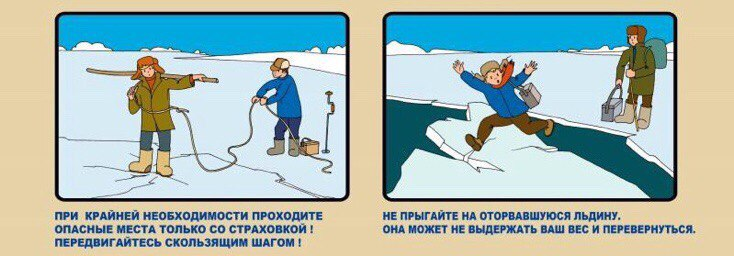 ПРИ КРАЙНЕЙ НЕОБХОДИМОСТИ ПРОХОДИТЕ
ОПАСНЫЕ МЕСТА ТОЛЬКО СО СТРАХОВКОЙ !
ПЕРЕДВИГАЙТЕСЬ СКОЛЬЗЯЩИМ ШАГОМ !
НЕ ПРЫГАЙТЕ НА ОТОРВАВШУЮСЯ ЛЬДИНУ.
ОНА МОЖЕТ НЕ ВЫДЕРЖАТЬ ВАШ ВЕС И ПЕРЕВЕРНУТЬСЯ.